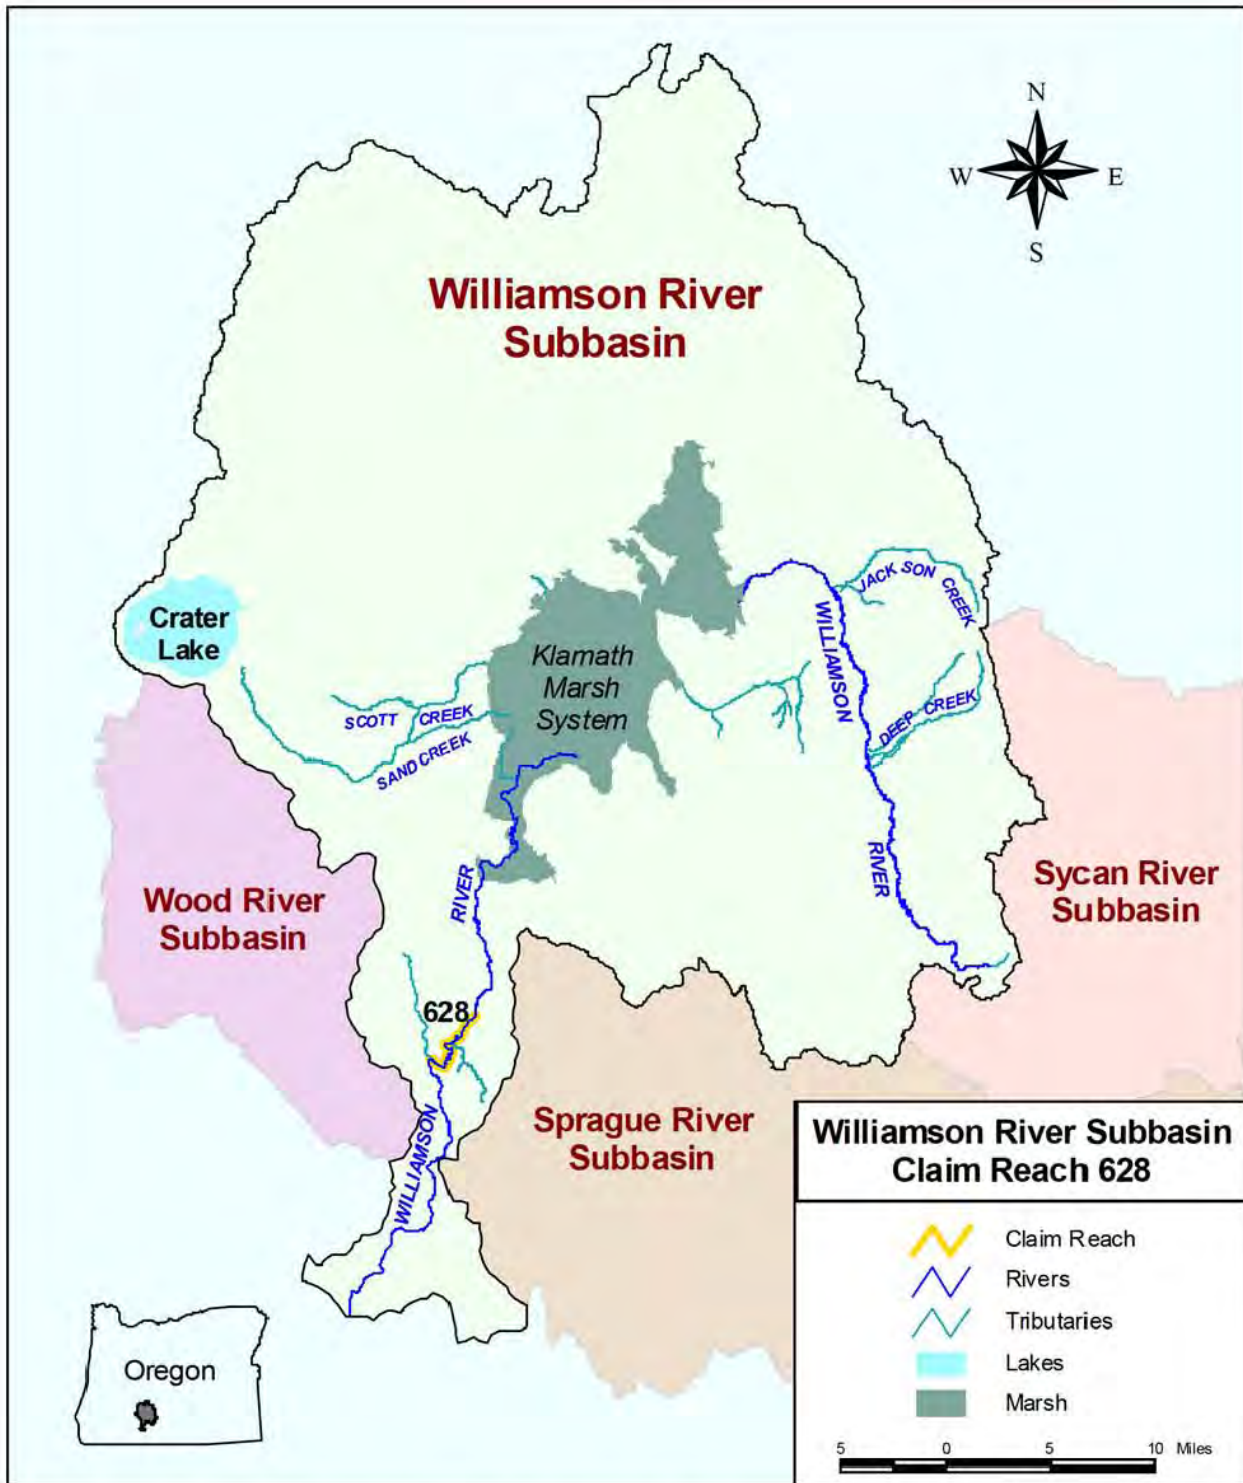 N
W E
S
Williamson River
Subbasin
JACKSON CREEK
Crater
Lake
WILLIAMSON
Klamath
Marsh
System
SCOTT CREEK
DEEP CREEK
SAND CREEK
RIVER
RIVER
Sycan River
Subbasin
Wood River
Subbasin
628
Sprague River
Subbasin
WILLIAMSON
Williamson River Subbasin
Claim Reach 628
Claim Reach
Rivers
Tributaries
Lakes
Marsh
Oregon
5 0 5 10 Miles